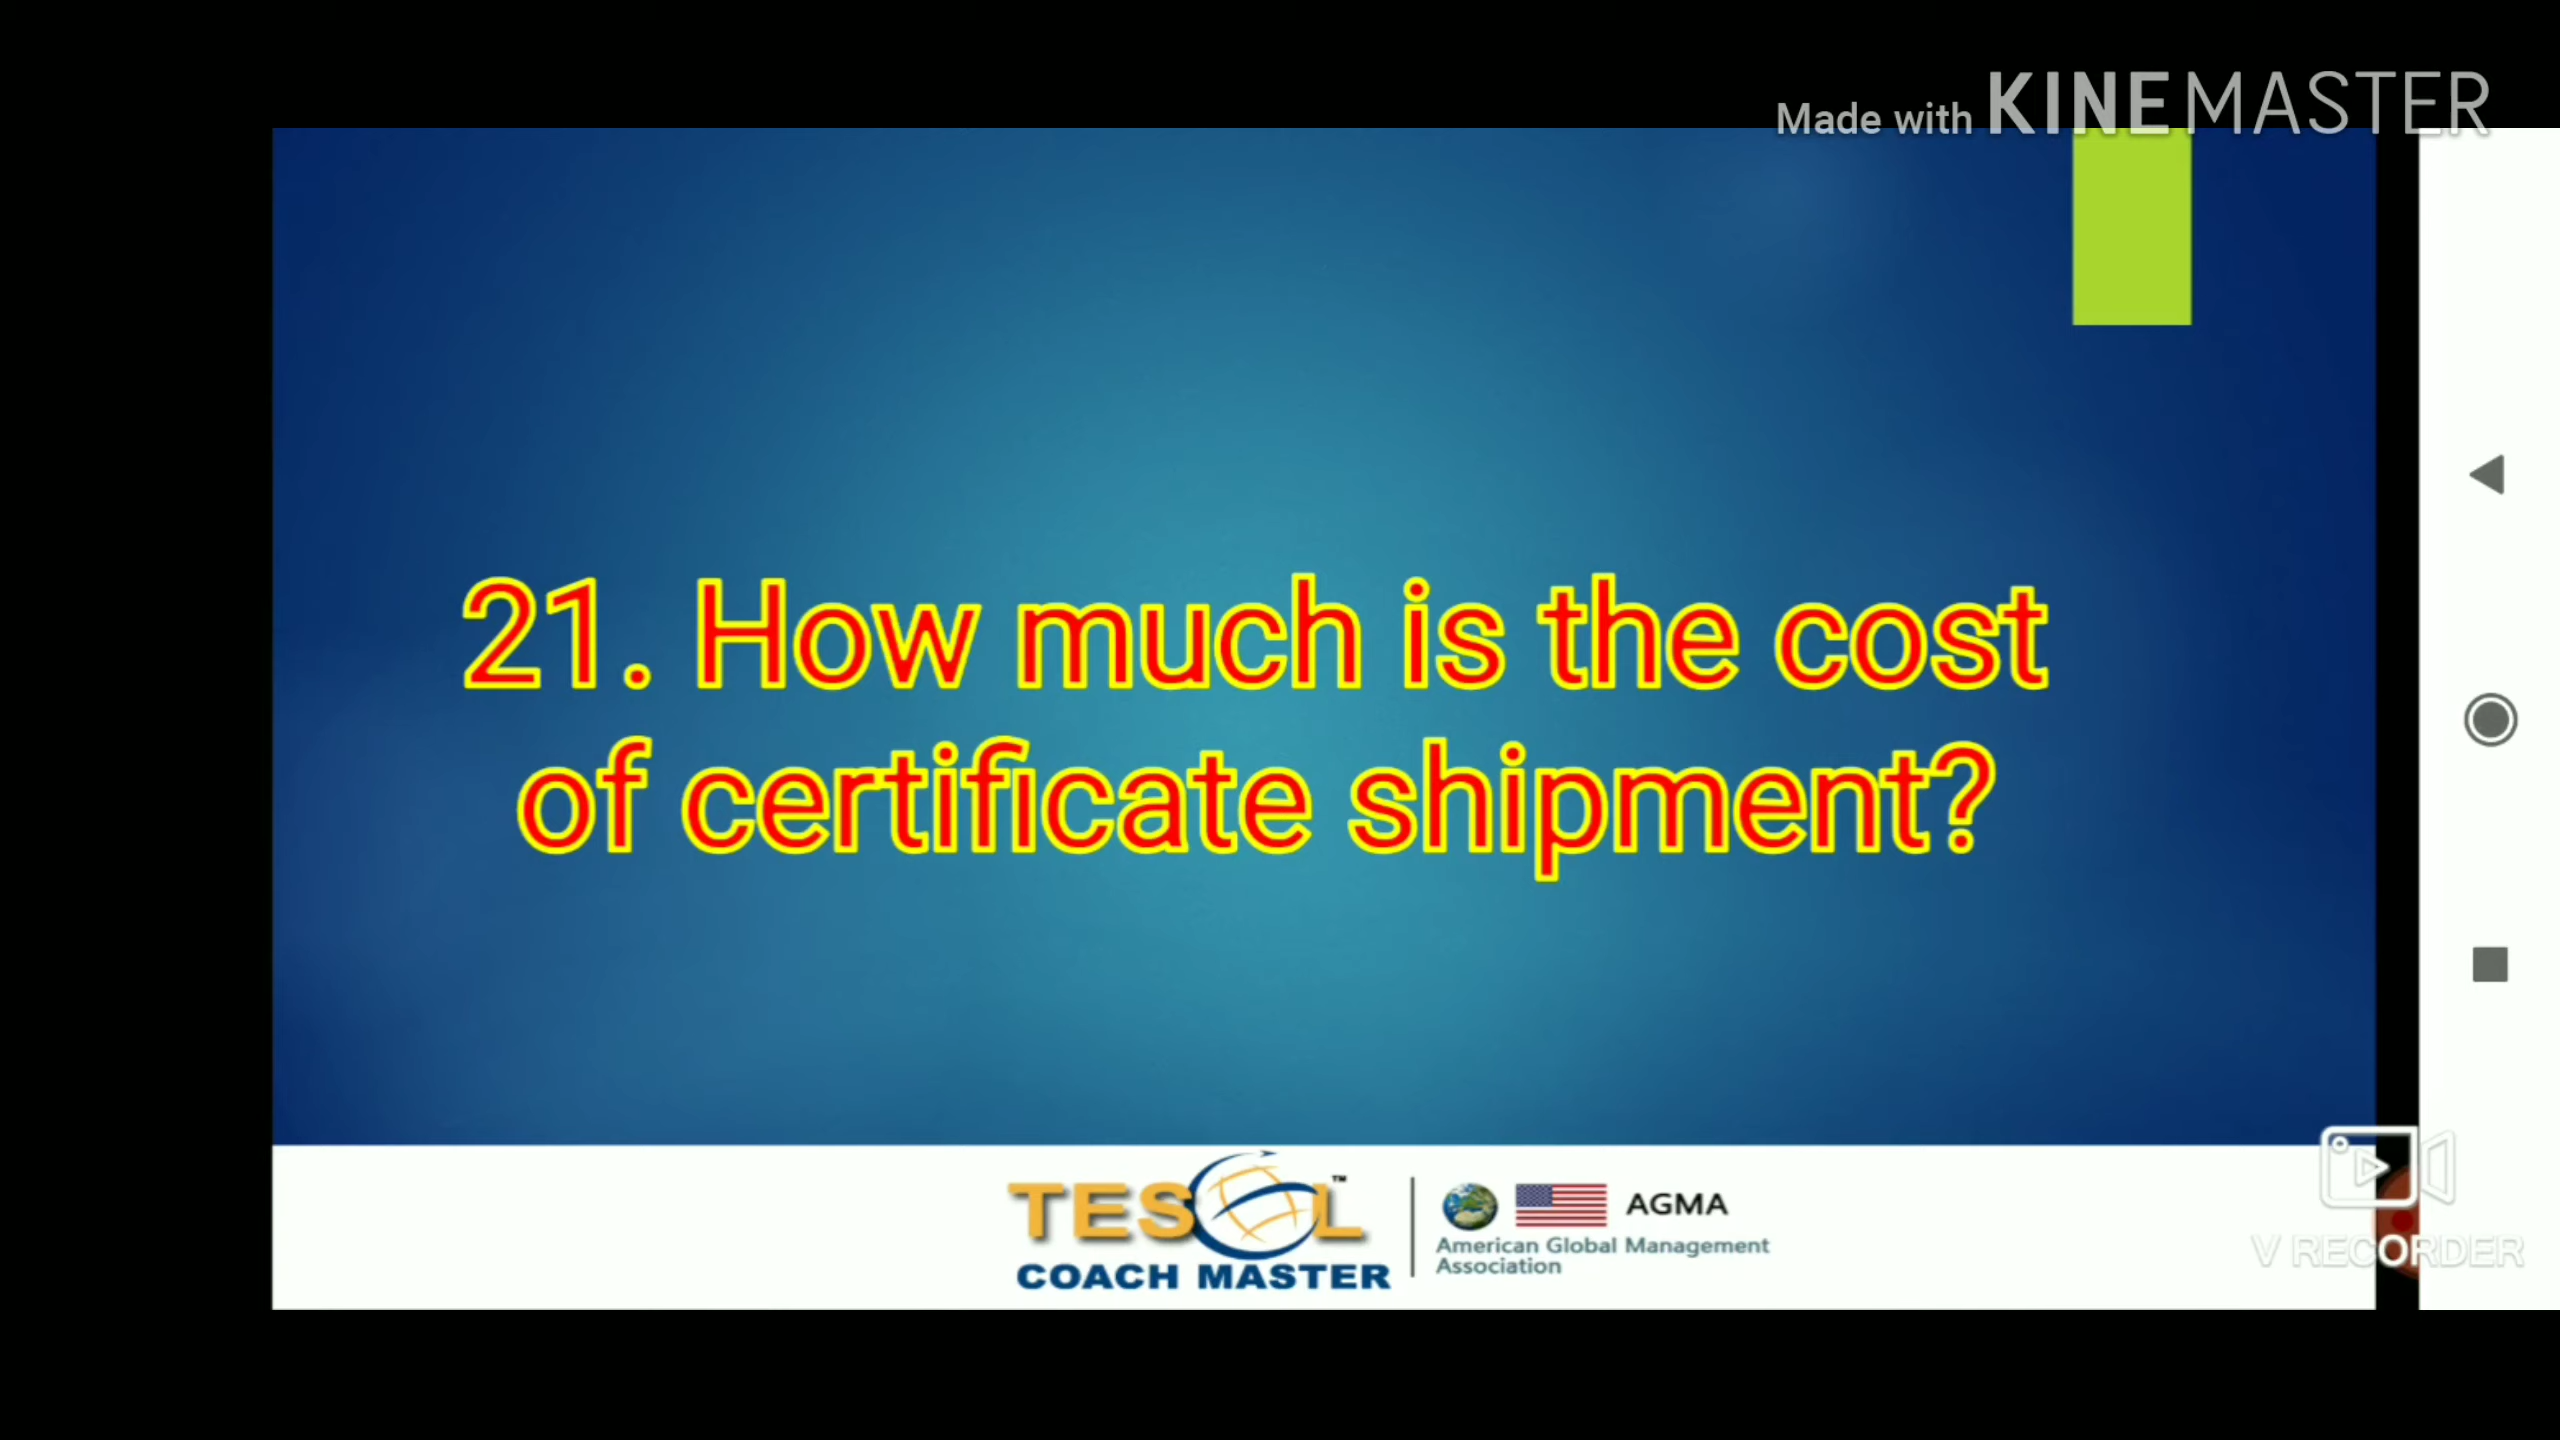 Made with KINEMASTER
21. How much is the cost
of certificate shipment?
TESOL™
COACH MASTER
AGMA
American Global Management
Association
V RECORDER